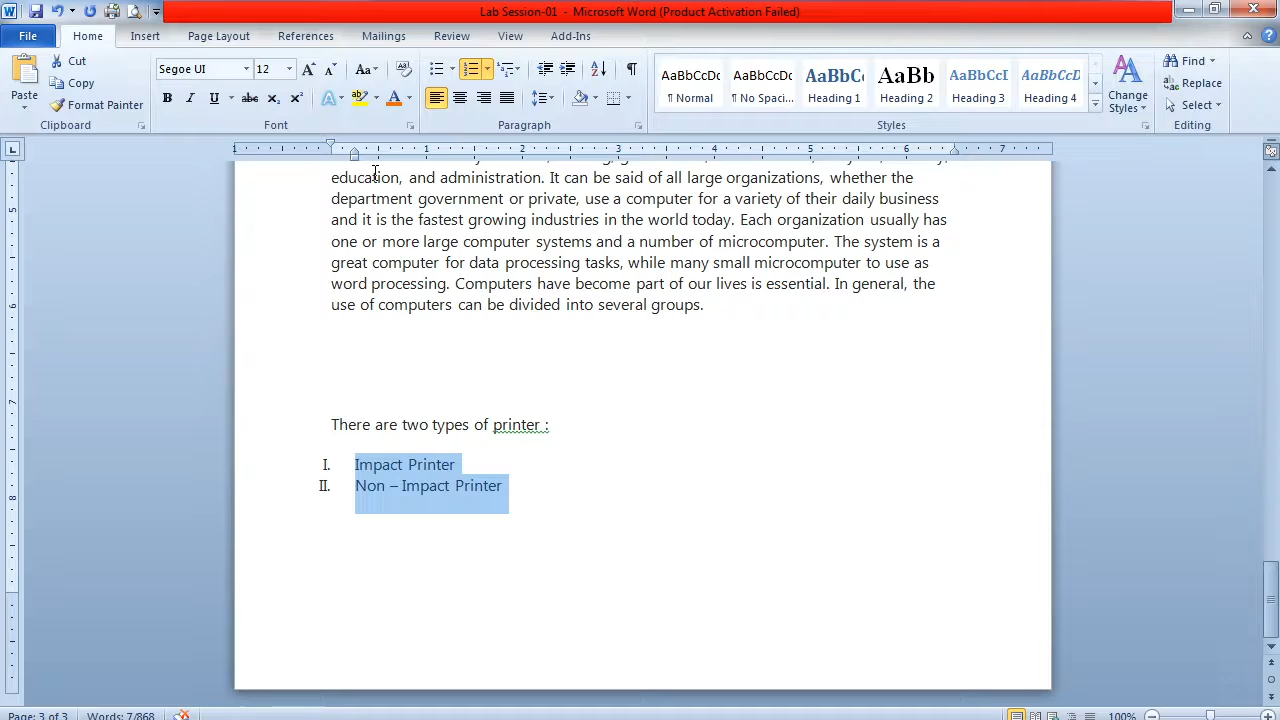 Lab Session-01 - Microsoft Word (Product Activation Failed)
File Home Insert Page Layout References Mailings Review View Add-Ins
Paste Cut Copy Format Painter Clipboard
Segoe UI 12 Font
Paragraph
AaBbCcDc ¶ Normal AaBbCcDc ¶ No Spaci... AaBbCc Heading 1 AaBb Heading 2 AaBbCcI Heading 3 AaBbCcD Heading 4 Change Styles Styles
Find Replace Select Editing
education, and administration. It can be said of all large organizations, whether the
department government or private, use a computer for a variety of their daily business
and it is the fastest growing industries in the world today. Each organization usually has
one or more large computer systems and a number of microcomputer. The system is a
great computer for data processing tasks, while many small microcomputer to use as
word processing. Computers have become part of our lives is essential. In general, the
use of computers can be divided into several groups.
There are two types of printer :
I. Impact Printer
II. Non – Impact Printer
Page: 3 of 3 Words: 7/868 100%